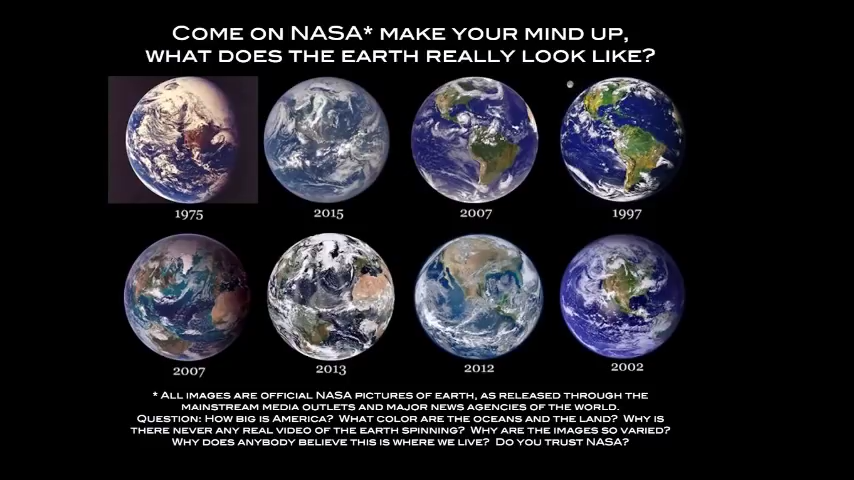 Come on NASA* make your mind up,
what does the earth really look like?
1975
2015
2007
1997
2007
2013
2012
2002
* All images are official NASA pictures of earth, as released through the
mainstream media outlets and major news agencies of the world.
Question: How big is America? What color are the oceans and the land? Why is
there never any real video of the earth spinning? Why are the images so varied?
Why does anybody believe this is where we live? Do you trust NASA?